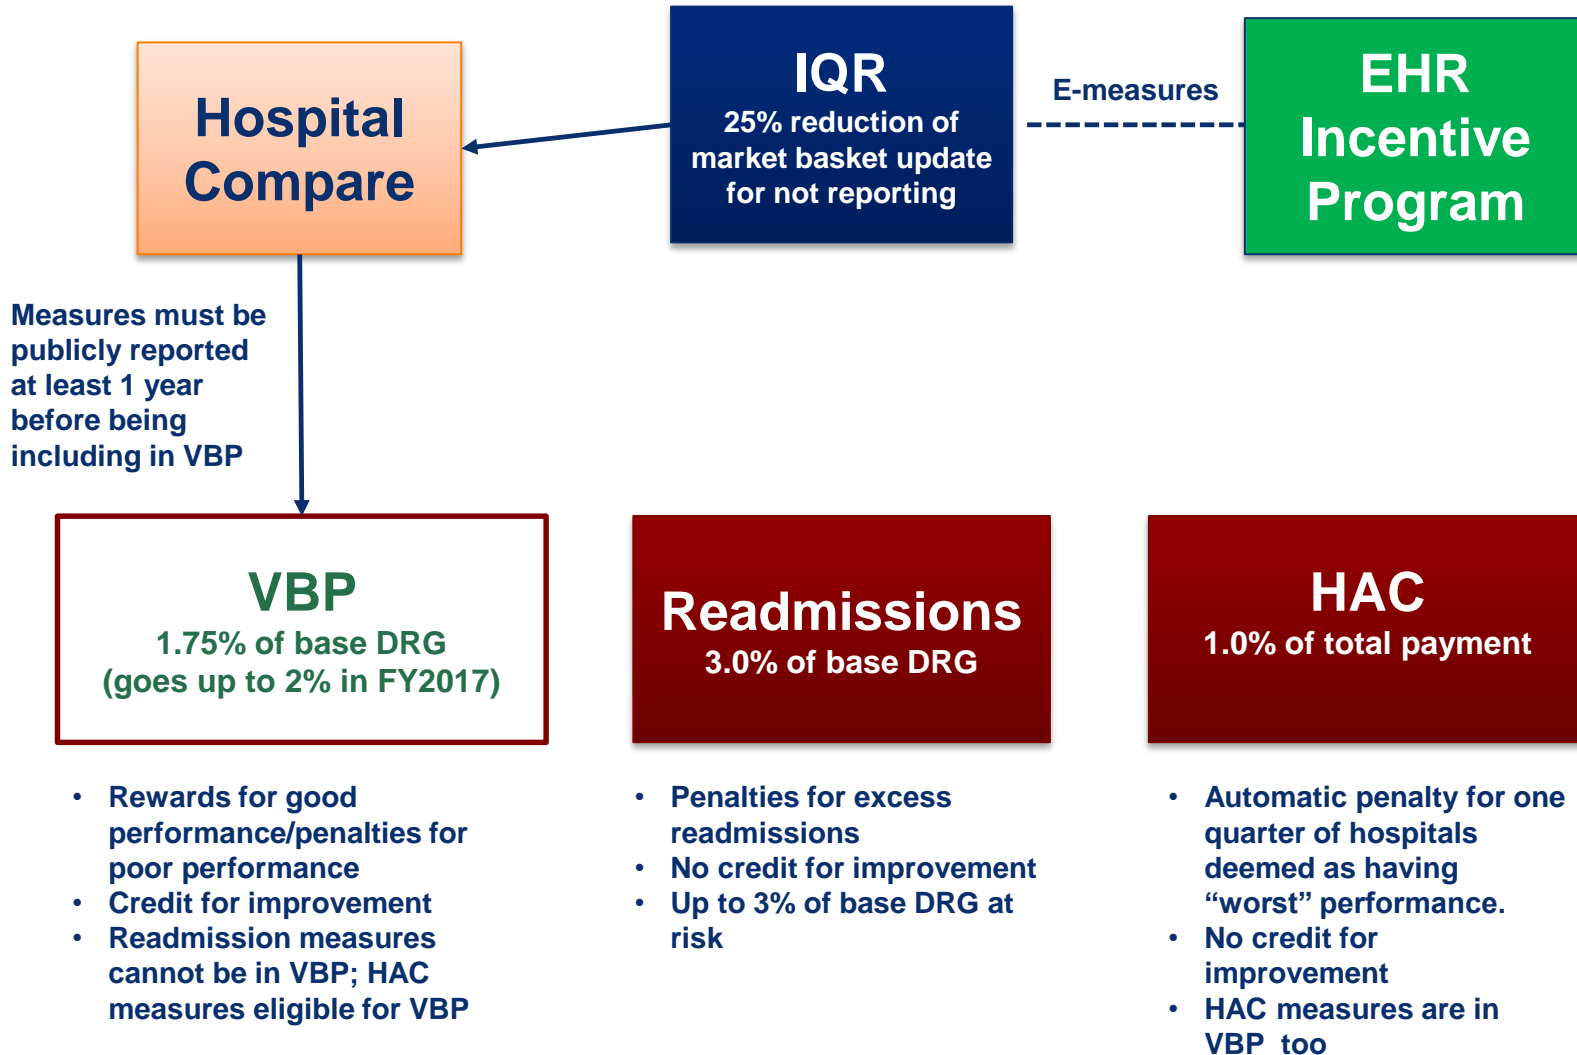 Hospital
Compare
IQR
25% reduction of
market basket update
for not reporting
E-measures
EHR
Incentive
Program
Measures must be
publicly reported
at least 1 year
before being
including in VBP
VBP
1.75% of base DRG
(goes up to 2% in FY2017)
Readmissions
3.0% of base DRG
HAC
1.0% of total payment
• Rewards for good
performance/penalties for
poor performance
• Credit for improvement
• Readmission measures
cannot be in VBP; HAC
measures eligible for VBP
• Penalties for excess
readmissions
• No credit for improvement
• Up to 3% of base DRG at
risk
• Automatic penalty for one
quarter of hospitals
deemed as having
“worst” performance.
• No credit for
improvement
• HAC measures are in
VBP too